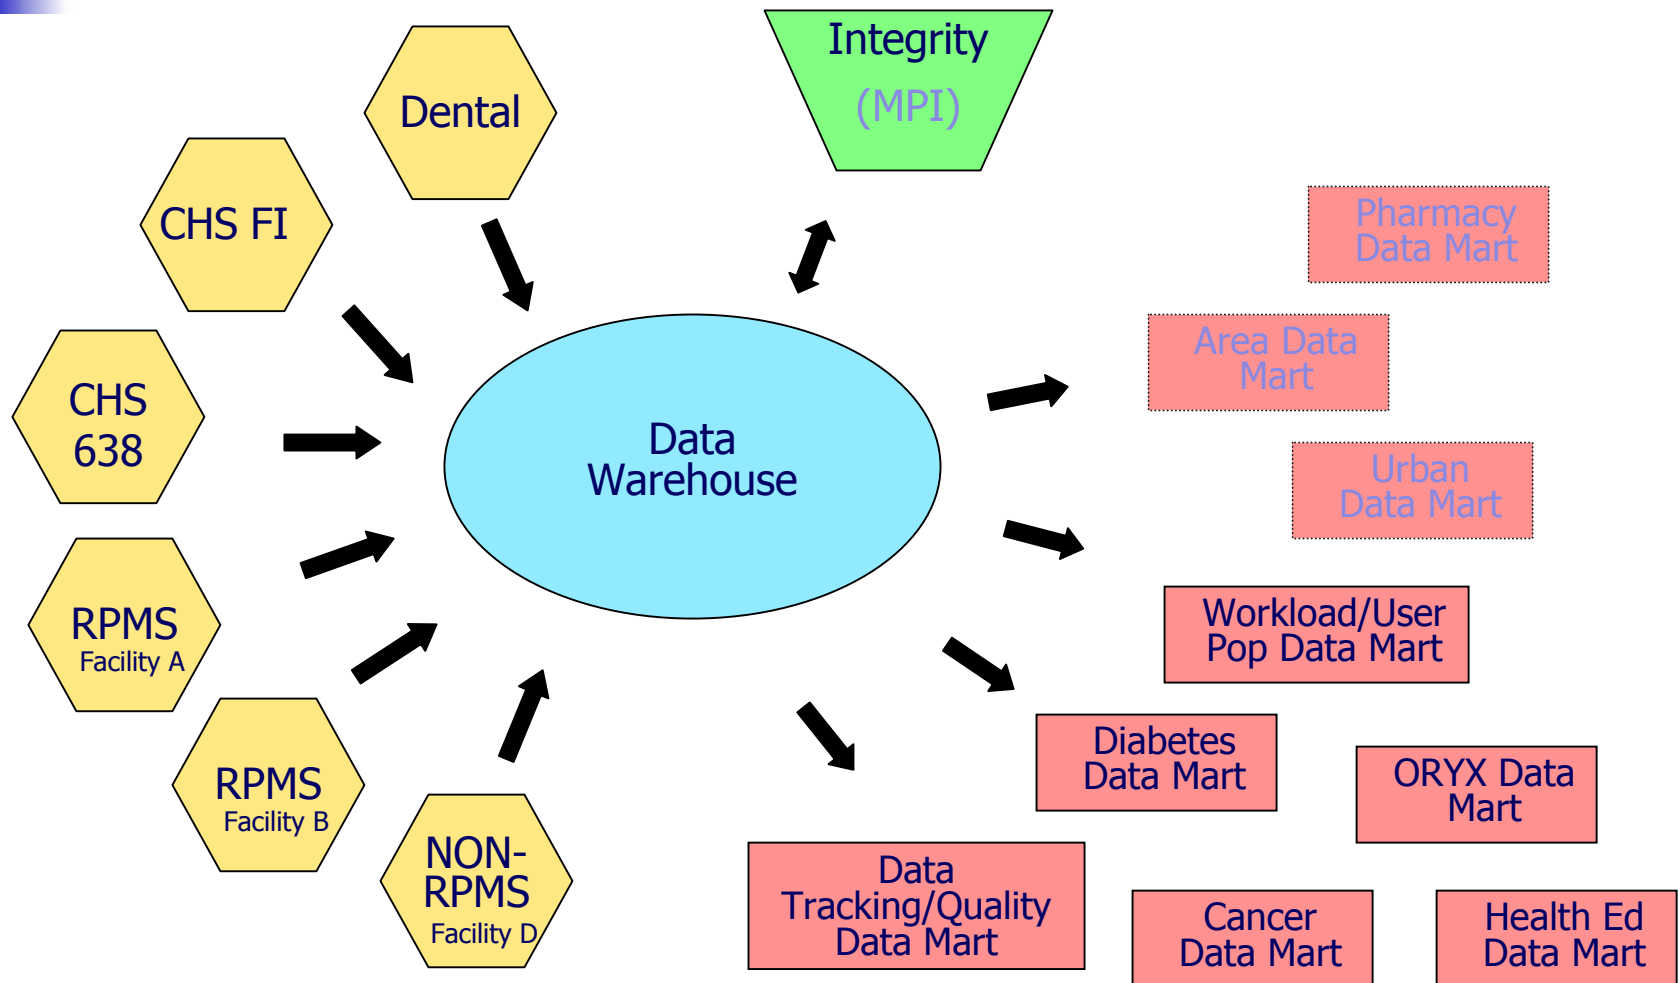 Dental
CHS FI
CHS
638
RPMS
Facility A
RPMS
Facility B
NON-
RPMS
Facility D
Data
Warehouse
Integrity
(MPI)
Pharmacy
Data Mart
Area Data
Mart
Urban
Data Mart
Workload/User
Pop Data Mart
Diabetes
Data Mart
ORYX Data
Mart
Data
Tracking/Quality
Data Mart
Cancer
Data Mart
Health Ed
Data Mart